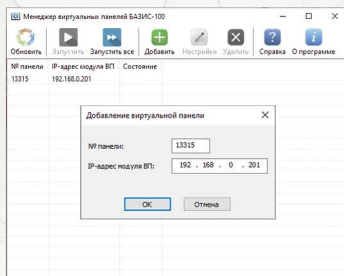 Менеджер виртуальных панелей БАЗИС-100
Обновить Запустить Запустить все Добавить Настройки Удалить Справка О программе
№ панели IP-адрес модуля ВП Состояние
13315 192.168.0.201
Добавление виртуальной панели
№ панели: 13315
IP-адрес модуля ВП: 192 . 168 . 0 . 201
OK Отмена